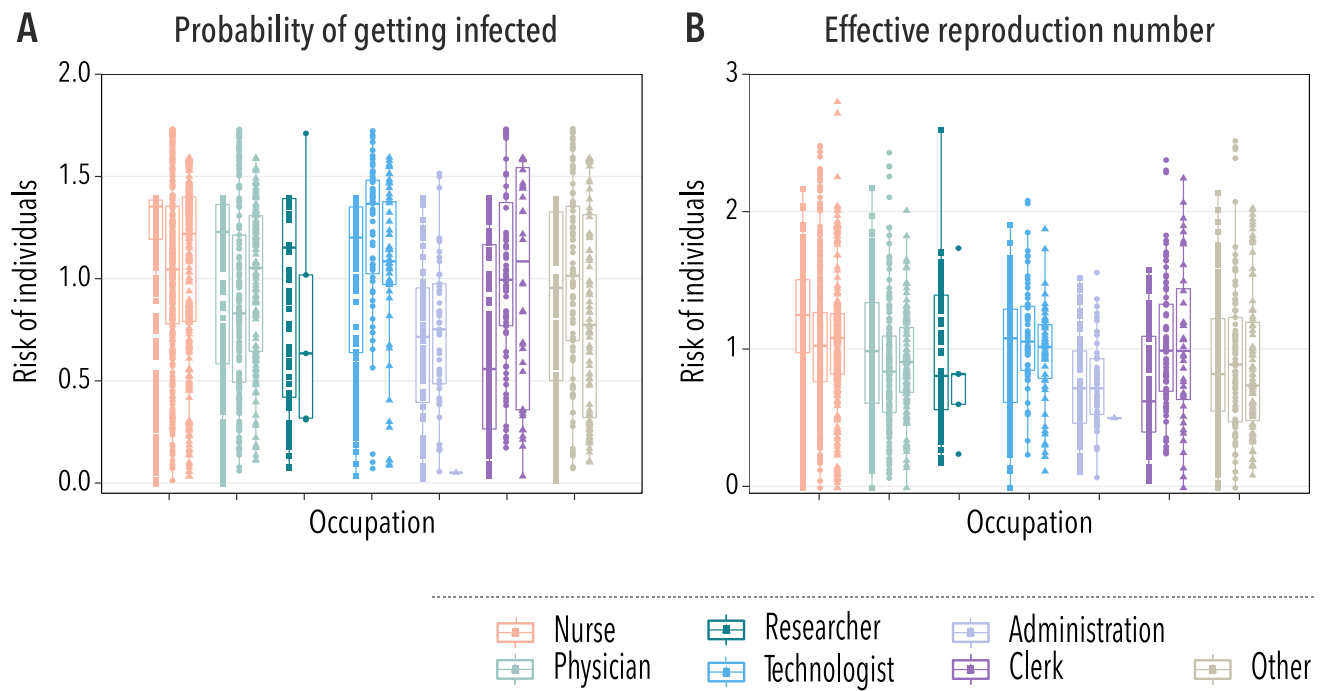 A Probability of getting infected
2.0
1.5
1.0
0.5
0.0
Risk of individuals
Occupation
B Effective reproduction number
3
2
1
0
Risk of individuals
Occupation
Nurse Researcher Administration
Physician Technologist Clerk Other